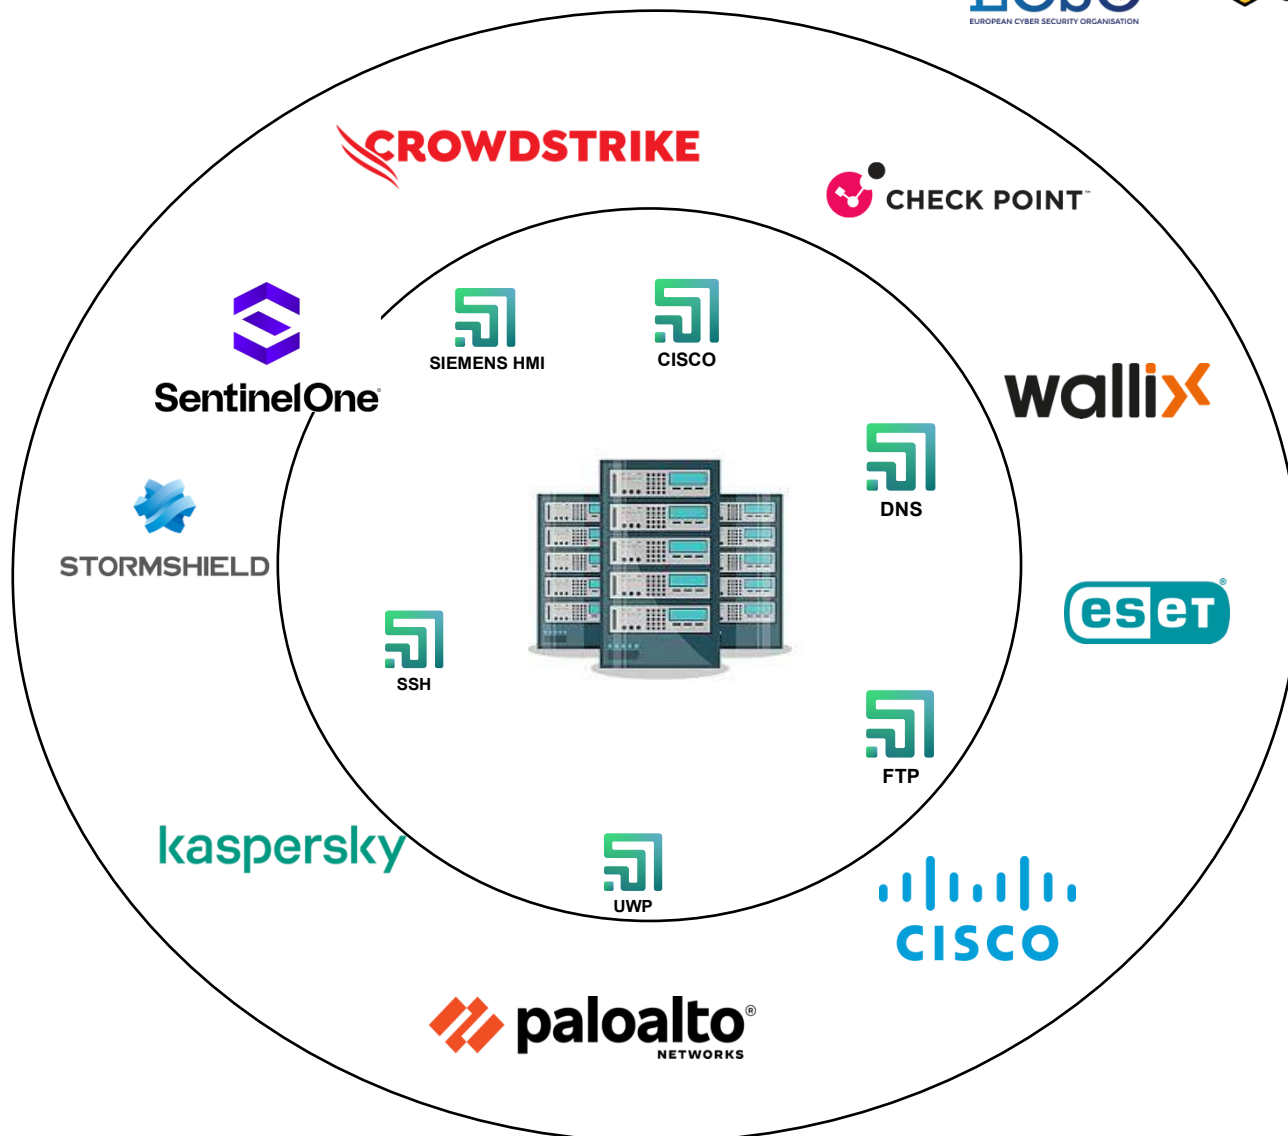 EUROPEAN CYBER SECURITY ORGANISATION
CROWDSTRIKE
CHECK POINT™
SIEMENS HMI
CISCO
SentinelOne
wallix
DNS
STORMSHIELD
eseT®
SSH
FTP
kaspersky
UWP
CISCO
paloalto®
NETWORKS